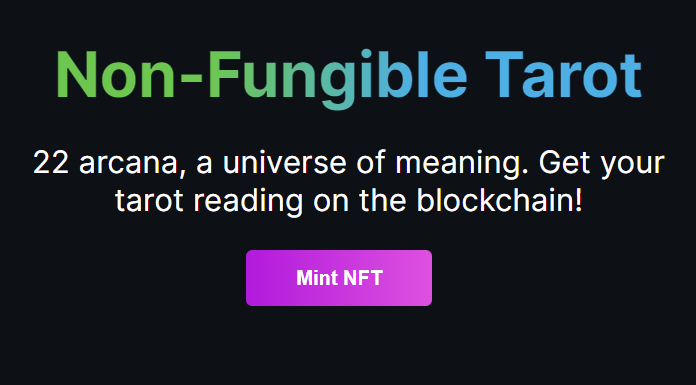 Non-Fungible Tarot
22 arcana, a universe of meaning. Get your
tarot reading on the blockchain!
Mint NFT